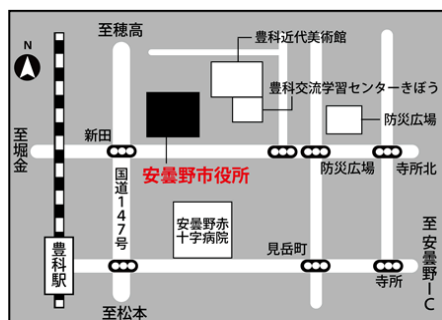 至穂高
豊科近代美術館
N
豊科交流学習センターきぼう
防災広場
至堀金
新田
安曇野市役所
防災広場
寺所北
国道147号
安曇野赤
十字病院
見岳町
至安曇野IC
豊科駅
寺所
至松本